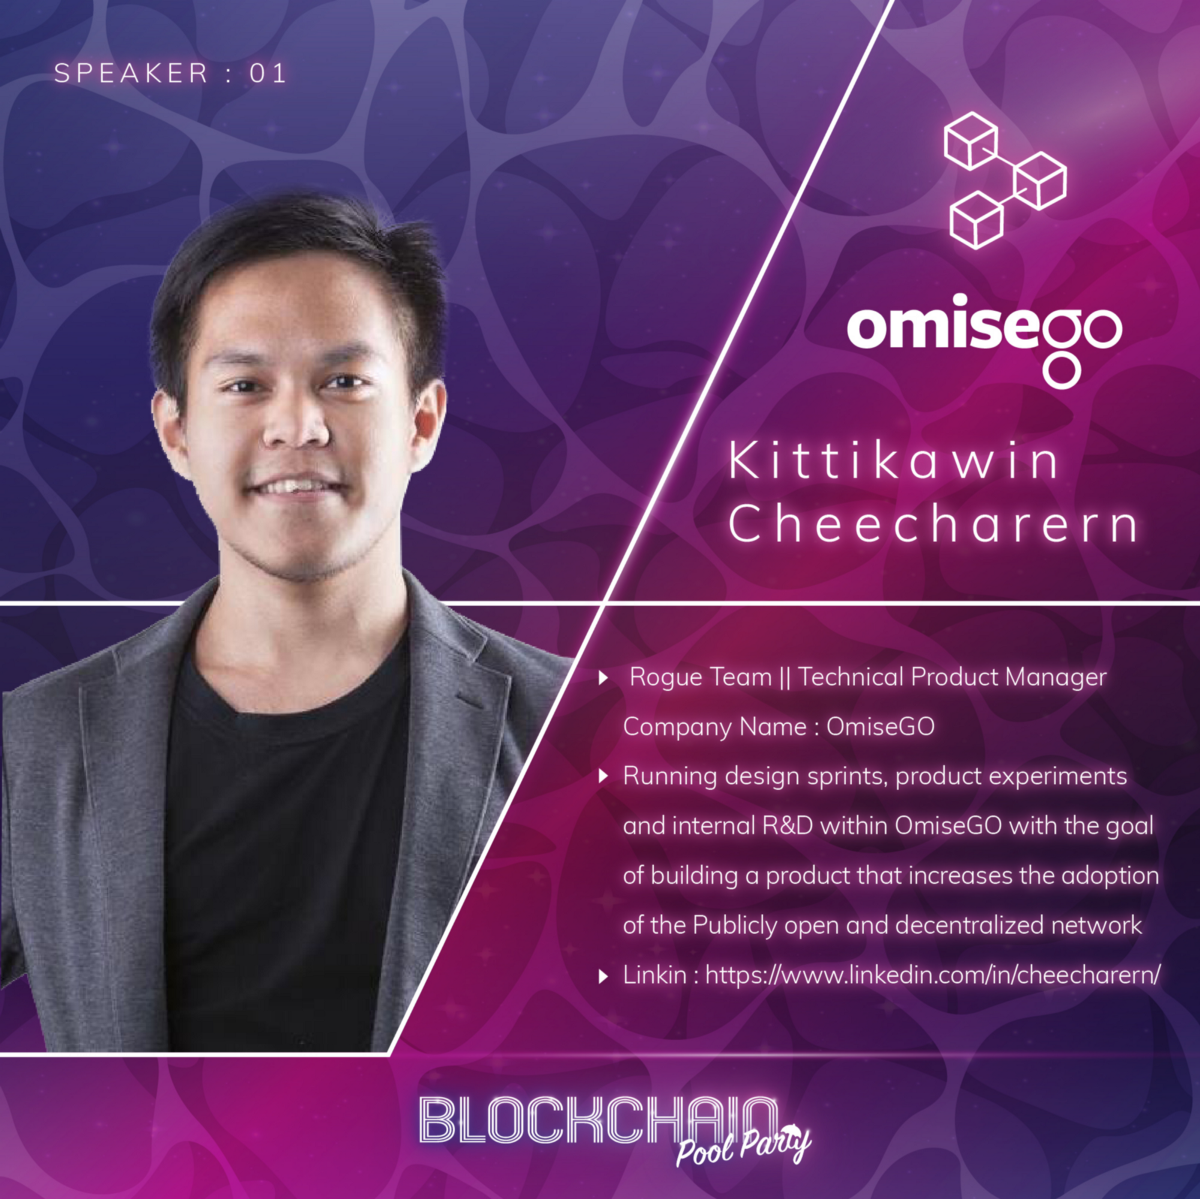 SPEAKER : 01
omisego
Kittikawin
Cheecharern
Rogue Team || Technical Product Manager
Company Name : OmiseGO
Running design sprints, product experiments
and internal R&D within OmiseGO with the goal
of building a product that increases the adoption
of the Publicly open and decentralized network
Linkin : https://www.linkedin.com/in/cheecharern/
BLOCKCHAIN
Pool Party